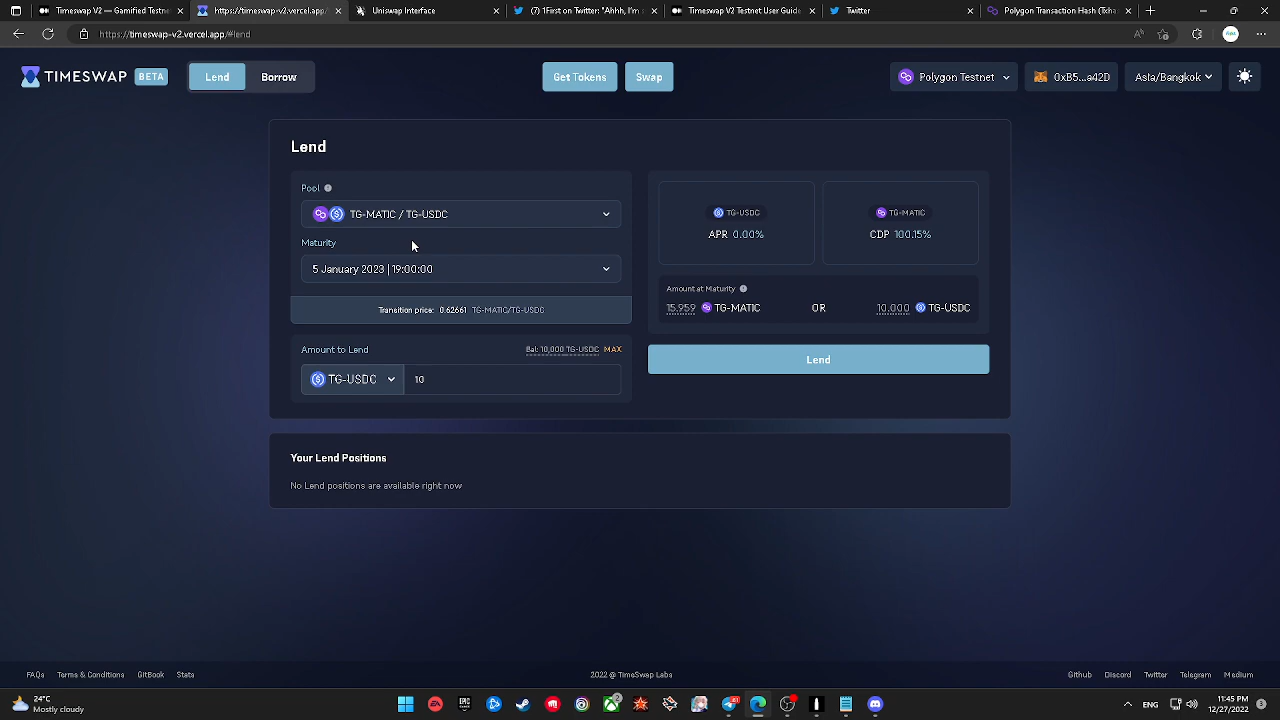 Timeswap V2 — Gamified Testnet
https://timeswap-v2.vercel.app/
Uniswap Interface
(1) First on Twitter: "Ahhh, I'm
Timeswap V2 Testnet User Guide
Twitter
Polygon Transaction Hash (Txha
https://timeswap-v2.vercel.app/#lend
TIMESWAP BETA
Lend
Borrow
Get Tokens
Swap
Polygon Testnet
0xB5...a42D
Asia/Bangkok
Lend
Pool
TG-MATIC / TG-USDC
Maturity
5 January 2023 | 19:00:00
Transition price: 0.62661 TG-MATIC/TG-USDC
Amount to Lend
Bal: 10,000 TG-USDC MAX
TG-USDC
10
TG-USDC
APR 0.00%
TG-MATIC
CDP 100.15%
Amount at Maturity
15.959 TG-MATIC OR 10.000 TG-USDC
Lend
Your Lend Positions
No Lend positions are available right now
FAQs Terms & Conditions GitBook Stats
2022 @ TimeSwap Labs
Github Discord Twitter Telegram Medium
24°C
Mostly cloudy
ENG
11:45 PM
12/27/2022